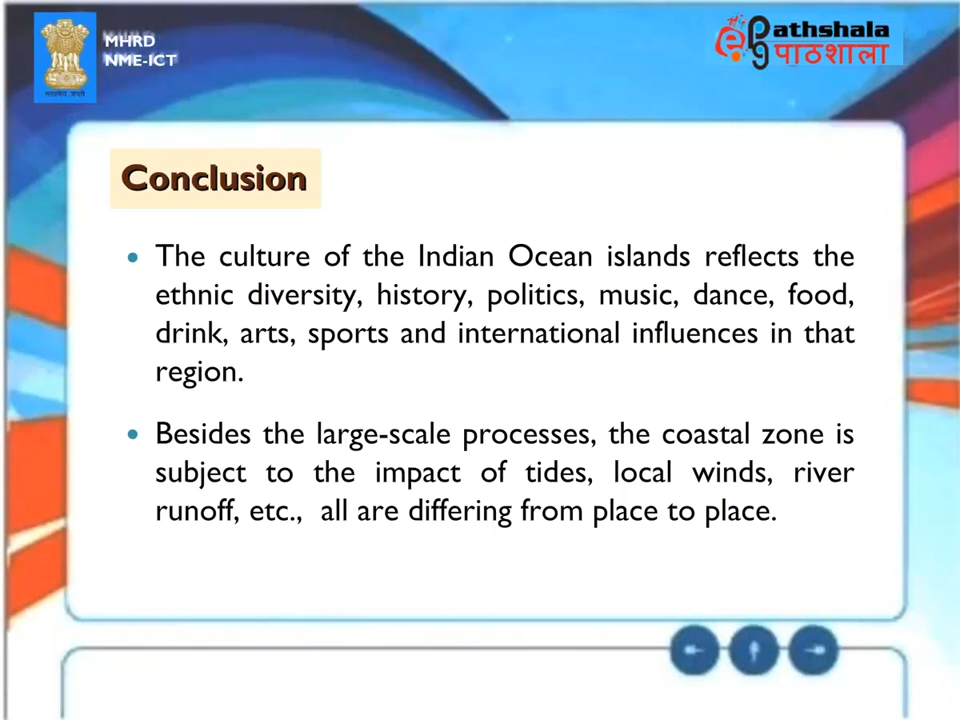 MHRD
NME-ICT
e
pg
athshala
पाठशाला
Conclusion
• The culture of the Indian Ocean islands reflects the
ethnic diversity, history, politics, music, dance, food,
drink, arts, sports and international influences in that
region.
• Besides the large-scale processes, the coastal zone is
subject to the impact of tides, local winds, river
runoff, etc., all are differing from place to place.